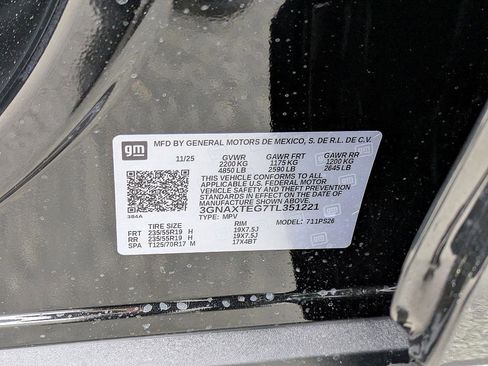 gm
MFD BY GENERAL MOTORS DE MEXICO, S. DE R.L. DE C.V.
11/25 GVWR GAWR FRT GAWR RR
2200 KG 1175 KG 1200 KG
4850 LB 2590 LB 2645 LB
THIS VEHICLE CONFORMS TO ALL
APPLICABLE U.S. FEDERAL MOTOR
VEHICLE SAFETY AND THEFT PREVENTION
STANDARDS IN EFFECT ON THE DATE OF
MANUFACTURE SHOWN ABOVE.
3GNAXTEG7TL351221
TYPE: MPV MODEL: 711PS26
3B4A
TIRE SIZE RIM
FRT 235/55R19 H 19X7.5J
RR 235/55R19 H 19X7.5J
SPA T125/70R17 M 17X4BT